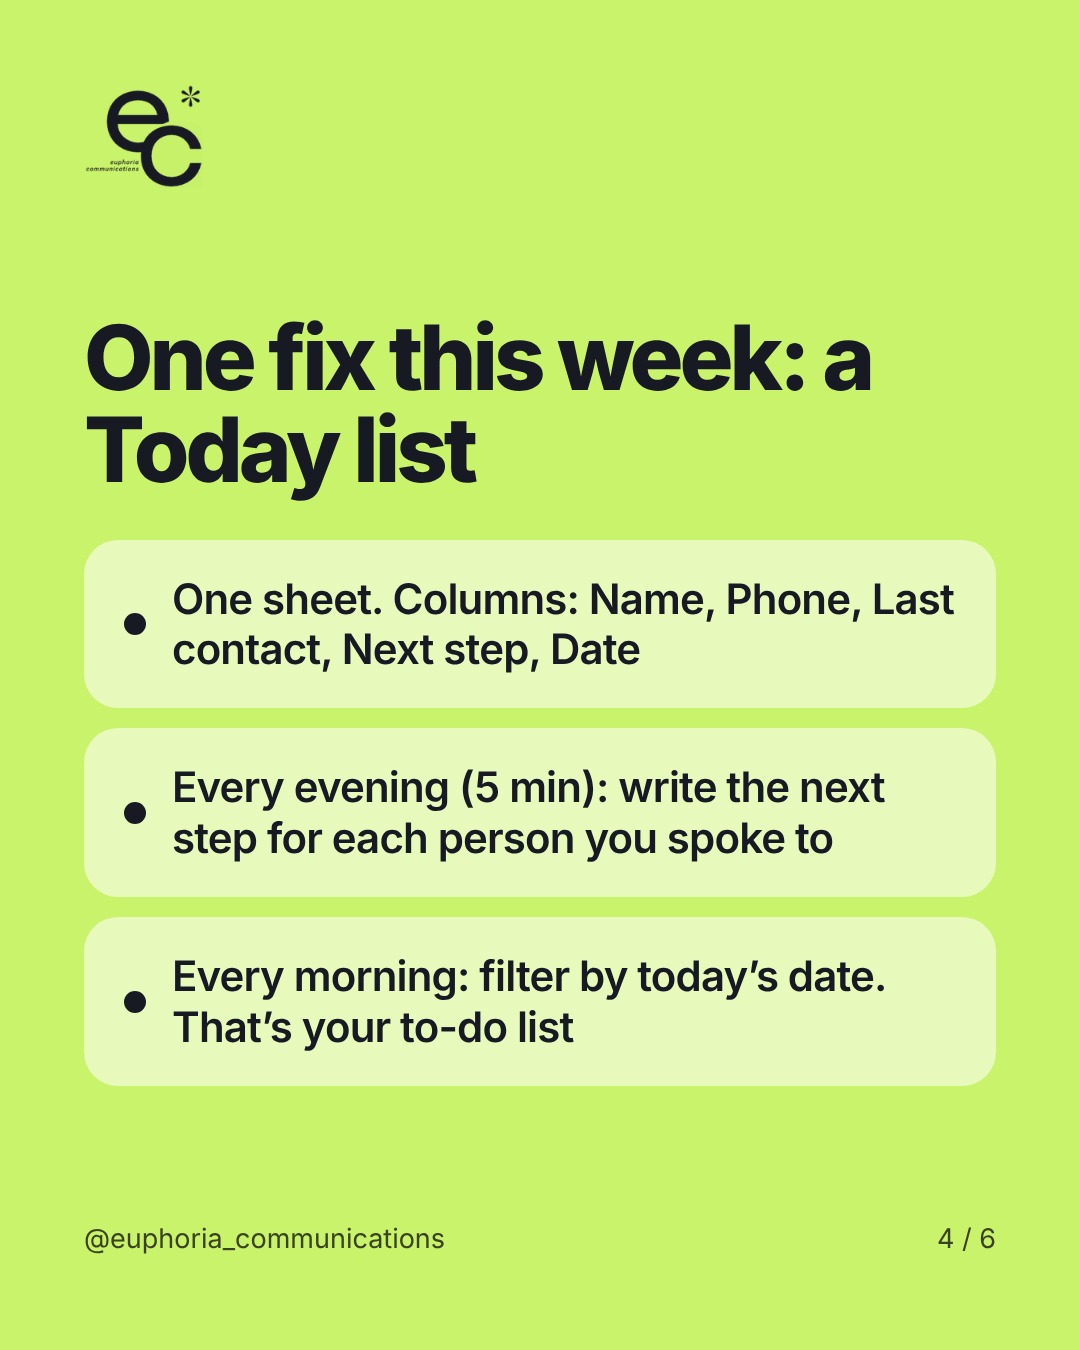 ec*
euphoria
communications
One fix this week: a
Today list
One sheet. Columns: Name, Phone, Last
contact, Next step, Date
Every evening (5 min): write the next
step for each person you spoke to
Every morning: filter by today’s date.
That’s your to-do list
@euphoria_communications
4 / 6